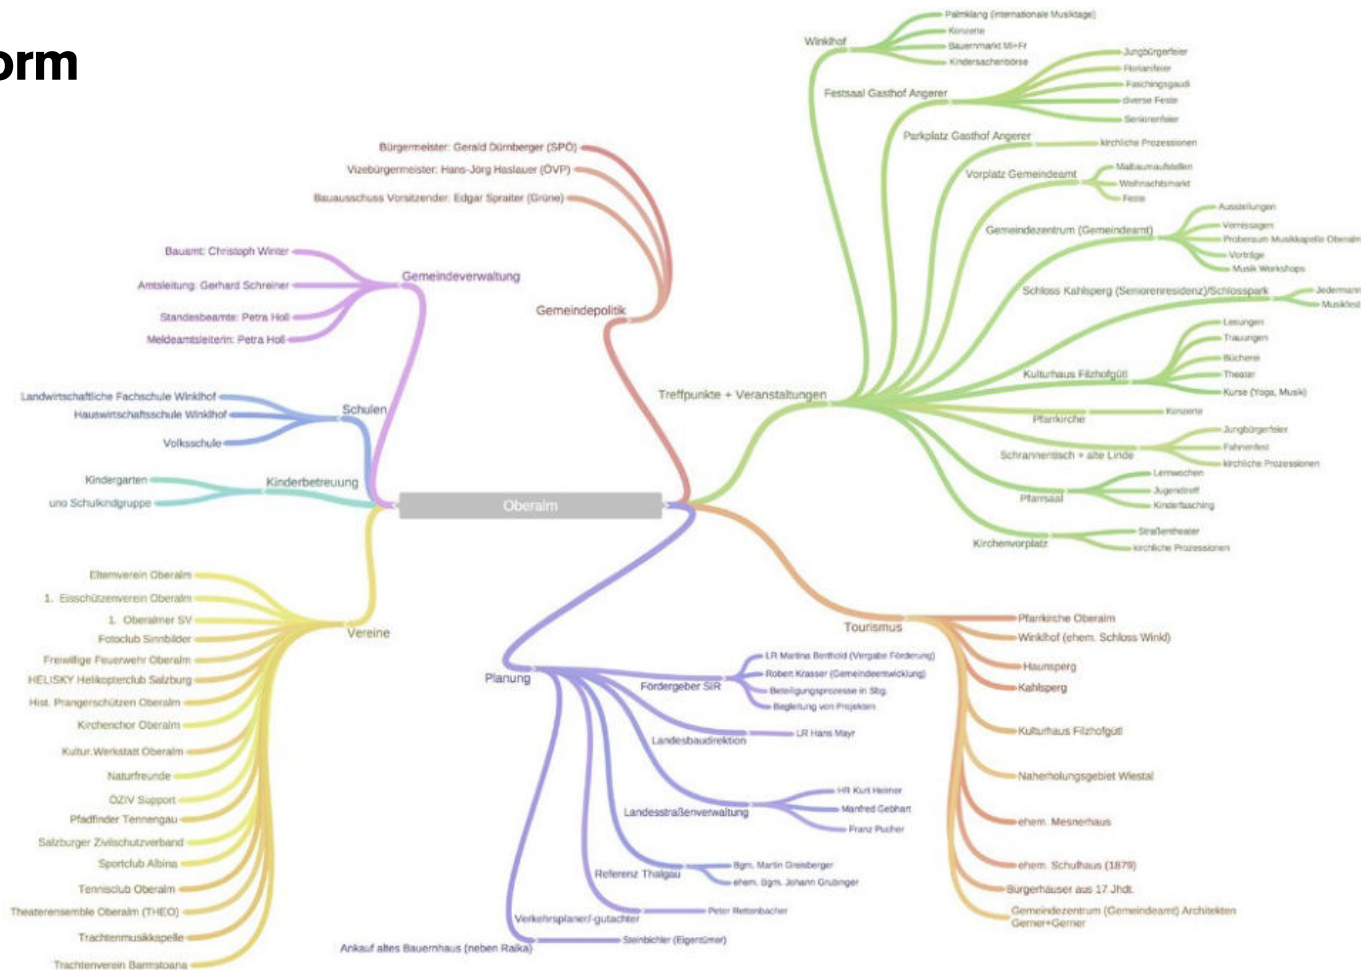 orm
Winklhof
Palmklang (internationale Musiktage)
Konzerte
Bauernmarkt Mi+Fr
Kindersachenbörse
Festsaal Gasthof Angerer
Jungbürgerfeier
Florianifeier
Faschingsgaudi
diverse Feste
Seniorenfeier
Parkplatz Gasthof Angerer
kirchliche Prozessionen
Vorplatz Gemeindeamt
Maibaumaufstellen
Weihnachtsmarkt
Feste
Gemeindezentrum (Gemeindeamt)
Ausstellungen
Vernissagen
Proberaum Musikkapelle Oberalm
Vorträge
Musik Workshops
Schloss Kahlsperg (Seniorenresidenz)/Schlosspark
Jedermann
Musikfest
Treffpunkte + Veranstaltungen
Kulturhaus Filzhofgütl
Lesungen
Trauungen
Bücherei
Theater
Kurse (Yoga, Musik)
Pfarrkirche
Konzerte
Schrannentisch + alte Linde
Jungbürgerfeier
Fahnenfest
kirchliche Prozessionen
Pfarrsaal
Lernwochen
Jugendtreff
Kinderfasching
Kirchenvorplatz
Straßentheater
kirchliche Prozessionen
Bürgermeister: Gerald Dürnberger (SPÖ)
Vizebürgermeister: Hans-Jörg Haslauer (ÖVP)
Bauausschuss Vorsitzender: Edgar Spraiter (Grüne)
Gemeindepolitik
Bauamt: Christoph Winter
Amtsleitung: Gerhard Schreiner
Standesbeamte: Petra Holl
Meldeamtsleiterin: Petra Holl
Gemeindeverwaltung
Landwirtschaftliche Fachschule Winklhof
Hauswirtschaftsschule Winklhof
Volksschule
Schulen
Kindergarten
uno Schulkindgruppe
Kinderbetreuung
Oberalm
Elternverein Oberalm
1. Eisschützenverein Oberalm
1. Oberalmer SV
Fotoclub Sinnbilder
Freiwillige Feuerwehr Oberalm
HELISKY Helikopterclub Salzburg
Hist. Prangerschützen Oberalm
Kirchenchor Oberalm
Kultur.Werkstatt Oberalm
Naturfreunde
ÖZIV Support
Pfadfinder Tennengau
Salzburger Zivilschutzverband
Sportclub Albina
Tennisclub Oberalm
Theaterensemble Oberalm (THEO)
Trachtenmusikkapelle
Trachtenverein Barmstoana
Vereine
Planung
Fördergeber SIR
LR Martina Berthold (Vergabe Förderung)
Robert Krasser (Gemeindeentwicklung)
Beteiligungsprozesse in Sbg.
Begleitung von Projekten
Landesbaudirektion
LR Hans Mayr
Landesstraßenverwaltung
HR Kurt Heimer
Manfred Gebhart
Franz Pucher
Referenz Thalgau
Bgm. Martin Greisberger
ehem. Bgm. Johann Grubinger
Verkehrsplaner/-gutachter
Peter Rettenbacher
Ankauf altes Bauernhaus (neben Raika)
Steinbichler (Eigentümer)
Tourismus
Pfarrkirche Oberalm
Winklhof (ehem. Schloss Winkl)
Haunsperg
Kahlsperg
Kulturhaus Filzhofgütl
Naherholungsgebiet Wiestal
ehem. Mesnerhaus
ehem. Schulhaus (1879)
Bürgerhäuser aus 17 Jhdt.
Gemeindezentrum (Gemeindeamt) Architekten
Gerner+Gerner